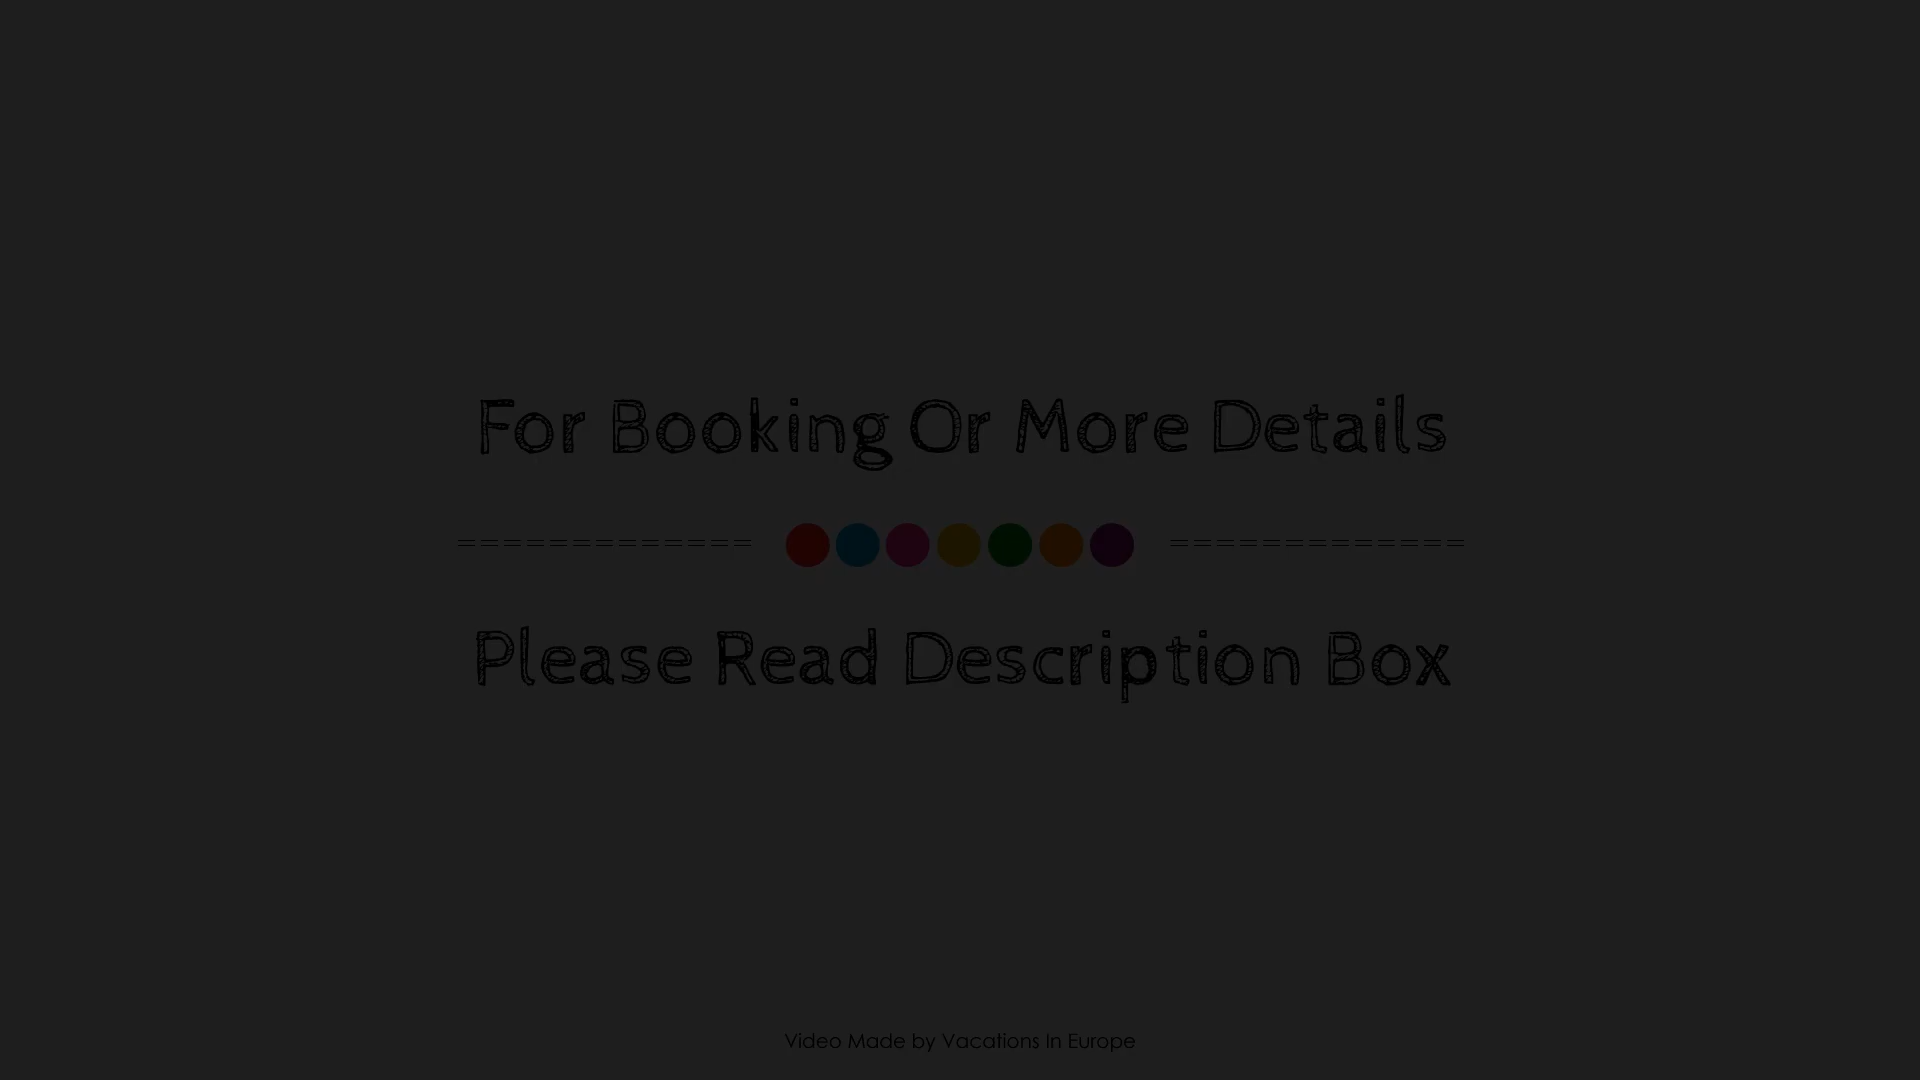 For Booking Or More Details
============= =============
Please Read Description Box
Video Made by Vacations In Europe